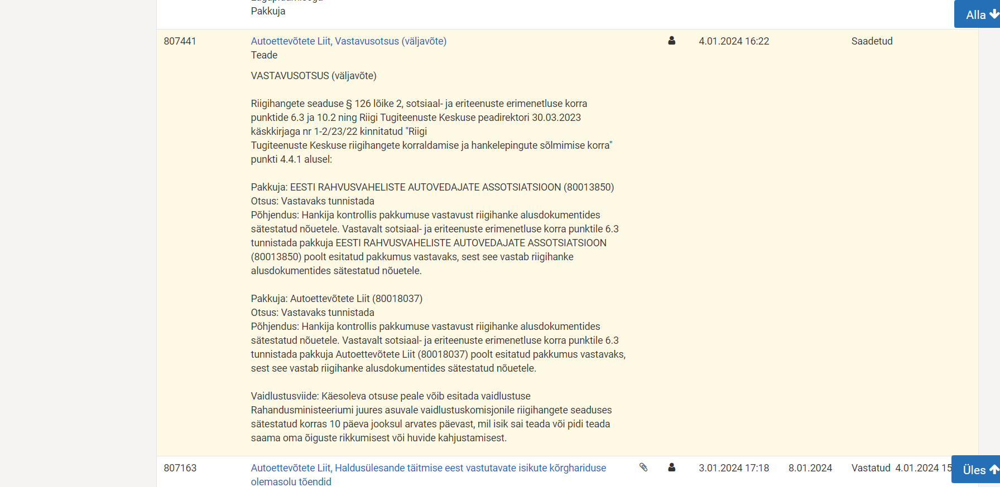 Pakkuja
Alla
807441
Autoettevõtete Liit, Vastavusotsus (väljavõte)
4.01.2024 16:22
Saadetud
Teade
VASTAVUSOTSUS (väljavõte)
Riigihangete seaduse § 126 lõike 2, sotsiaal- ja eriteenuste erimenetluse korra
punktide 6.3 ja 10.2 ning Riigi Tugiteenuste Keskuse peadirektori 30.03.2023
käskkirjaga nr 1-2/23/22 kinnitatud "Riigi
Tugiteenuste Keskuse riigihangete korraldamise ja hankelepingute sõlmimise korra"
punkti 4.4.1 alusel:
Pakkuja: EESTI RAHVUSVAHELISTE AUTOVEDAJATE ASSOTSIATSIOON (80013850)
Otsus: Vastavaks tunnistada
Põhjendus: Hankija kontrollis pakkumuse vastavust riigihanke alusdokumentides
sätestatud nõuetele. Vastavalt sotsiaal- ja eriteenuste erimenetluse korra punktile 6.3
tunnistada pakkuja EESTI RAHVUSVAHELISTE AUTOVEDAJATE ASSOTSIATSIOON
(80013850) poolt esitatud pakkumus vastavaks, sest see vastab riigihanke
alusdokumentides sätestatud nõuetele.
Pakkuja: Autoettevõtete Liit (80018037)
Otsus: Vastavaks tunnistada
Põhjendus: Hankija kontrollis pakkumuse vastavust riigihanke alusdokumentides
sätestatud nõuetele. Vastavalt sotsiaal- ja eriteenuste erimenetluse korra punktile 6.3
tunnistada pakkuja Autoettevõtete Liit (80018037) poolt esitatud pakkumus vastavaks,
sest see vastab riigihanke alusdokumentides sätestatud nõuetele.
Vaidlustusviide: Käesoleva otsuse peale võib esitada vaidlustuse
Rahandusministeeriumi juures asuvale vaidlustuskomisjonile riigihangete seaduses
sätestatud korras 10 päeva jooksul arvates päevast, mil isik sai teada või pidi teada
saama oma õiguste rikkumisest või huvide kahjustamisest.
807163
Autoettevõtete Liit, Haldusülesande täitmise eest vastutavate isikute kõrghariduse
olemasolu tõendid
3.01.2024 17:18
8.01.2024
Vastatud
4.01.2024 15
Üles